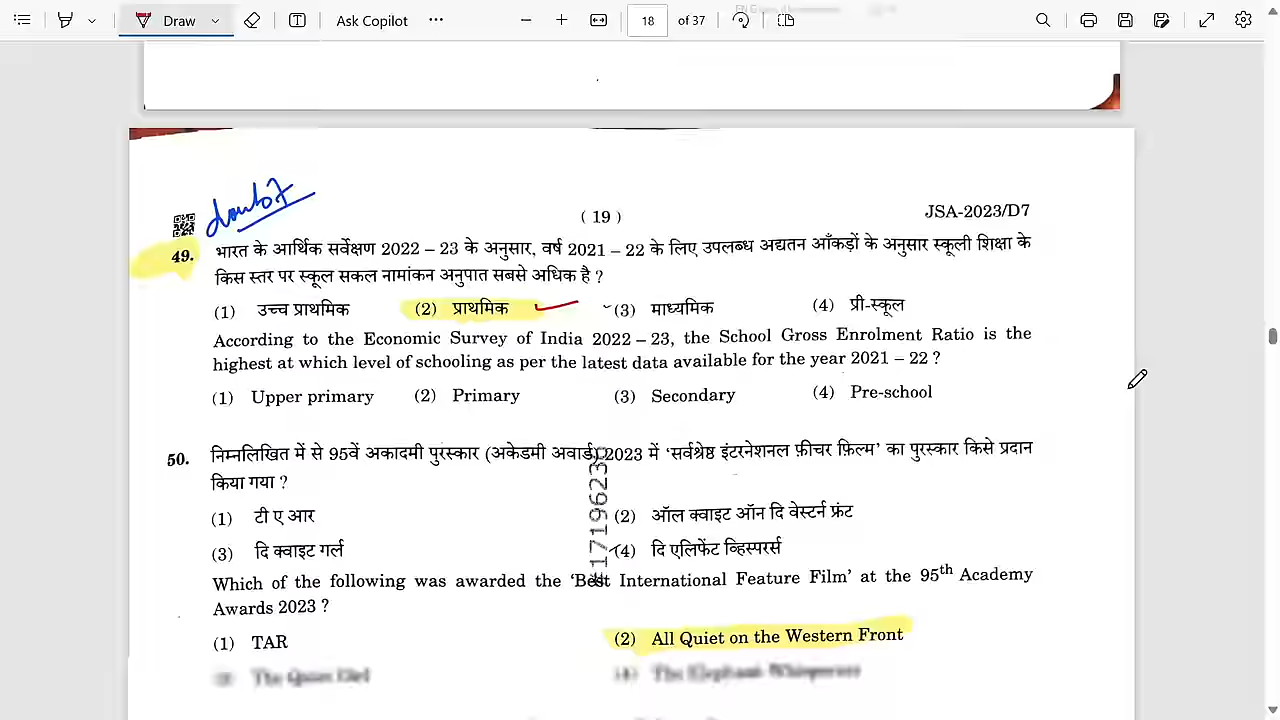 Draw
Ask Copilot
18 of 37
( 19 )
JSA-2023/D7
49. भारत के आर्थिक सर्वेक्षण 2022 – 23 के अनुसार, वर्ष 2021 – 22 के लिए उपलब्ध अद्यतन आँकड़ों के अनुसार स्कूली शिक्षा के
किस स्तर पर स्कूल सकल नामांकन अनुपात सबसे अधिक है ?
(1) उच्च प्राथमिक (2) प्राथमिक (3) माध्यमिक (4) प्री-स्कूल
According to the Economic Survey of India 2022 – 23, the School Gross Enrolment Ratio is the
highest at which level of schooling as per the latest data available for the year 2021 – 22 ?
(1) Upper primary (2) Primary (3) Secondary (4) Pre-school
50. निम्नलिखित में से 95वें अकादमी पुरस्कार (अकेडमी अवार्ड) 2023 में ‘सर्वश्रेष्ठ इंटरनेशनल फ़ीचर फ़िल्म’ का पुरस्कार किसे प्रदान
किया गया ?
(1) टी ए आर (2) ऑल क्वाइट ऑन दि वेस्टर्न फ्रंट
(3) दि क्वाइट गर्ल (4) दि एलिफेंट व्हिस्परर्स
Which of the following was awarded the ‘Best International Feature Film’ at the 95th Academy
Awards 2023 ?
(1) TAR (2) All Quiet on the Western Front